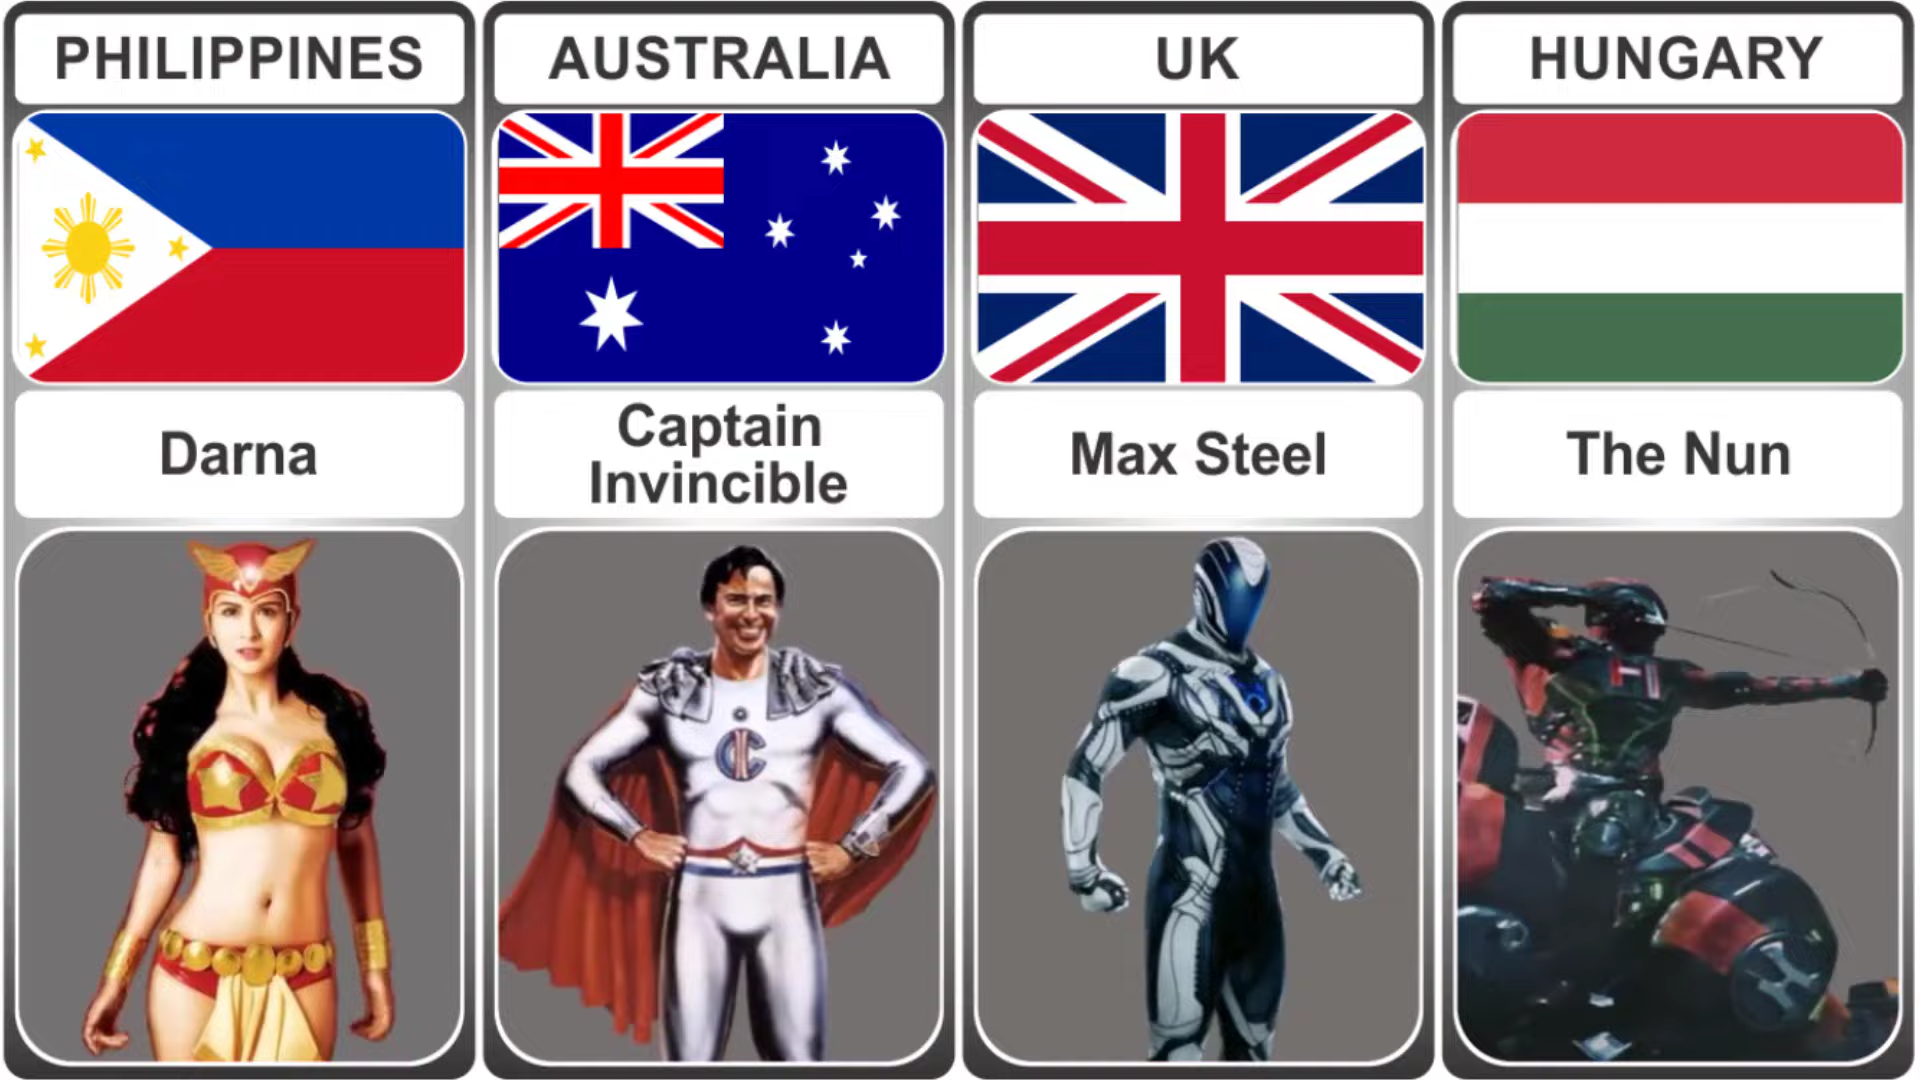 PHILIPPINES
AUSTRALIA
UK
HUNGARY
Darna
Captain
Invincible
Max Steel
The Nun